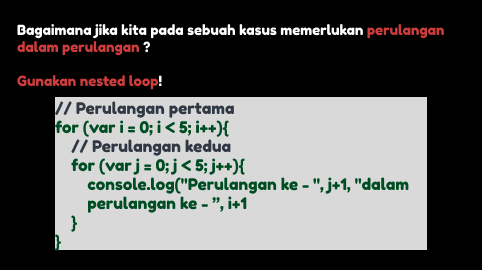 Bagaimana jika kita pada sebuah kasus memerlukan perulangan
dalam perulangan ?
Gunakan nested loop!
// Perulangan pertama
for (var i = 0; i < 5; i++){
// Perulangan kedua
for (var j = 0; j < 5; j++){
console.log("Perulangan ke - ", j+1, "dalam
perulangan ke - ”, i+1
}
}